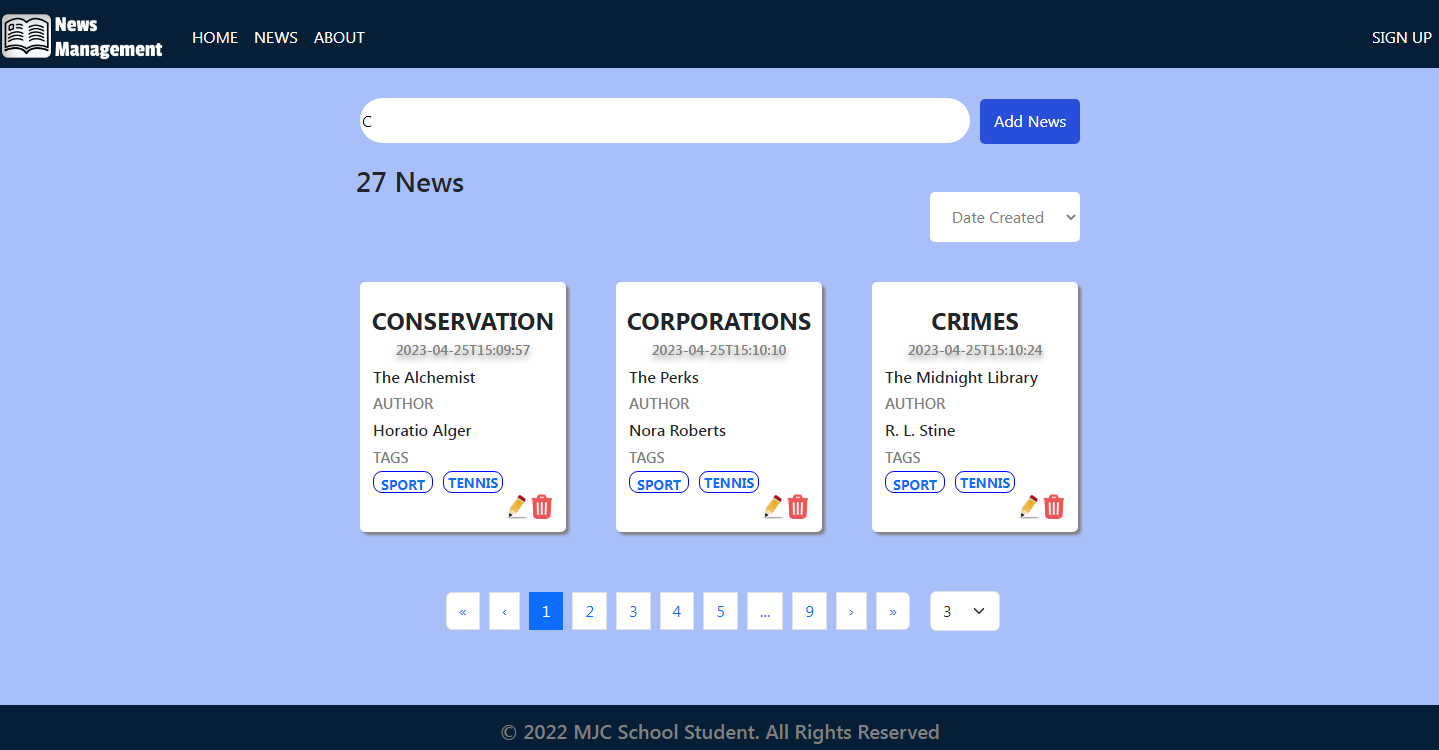 News
Management
HOME NEWS ABOUT
SIGN UP
C
Add News
27 News
Date Created
CONSERVATION
2023-04-25T15:09:57
The Alchemist
AUTHOR
Horatio Alger
TAGS
SPORT TENNIS
CORPORATIONS
2023-04-25T15:10:10
The Perks
AUTHOR
Nora Roberts
TAGS
SPORT TENNIS
CRIMES
2023-04-25T15:10:24
The Midnight Library
AUTHOR
R. L. Stine
TAGS
SPORT TENNIS
« ‹ 1 2 3 4 5 ... 9 › » 3
© 2022 MJC School Student. All Rights Reserved